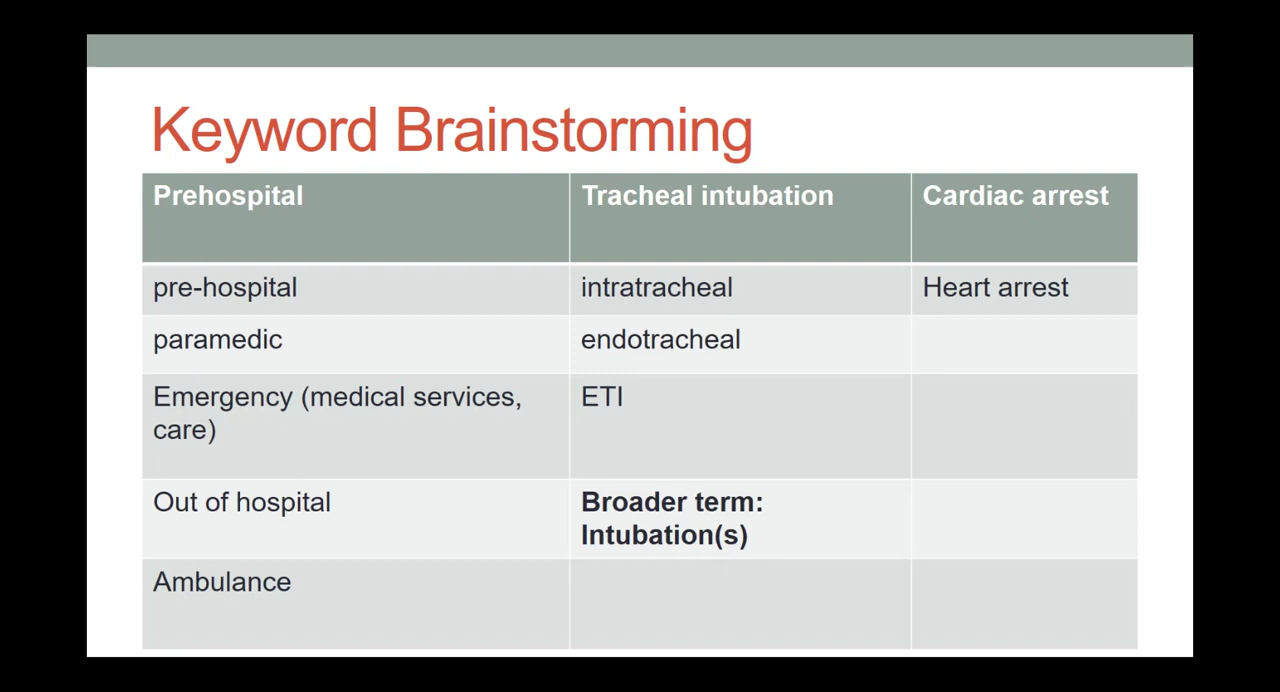 Keyword Brainstorming
Prehospital
Tracheal intubation
Cardiac arrest
pre-hospital
intratracheal
Heart arrest
paramedic
endotracheal
Emergency (medical services,
care)
ETI
Out of hospital
Broader term:
Intubation(s)
Ambulance